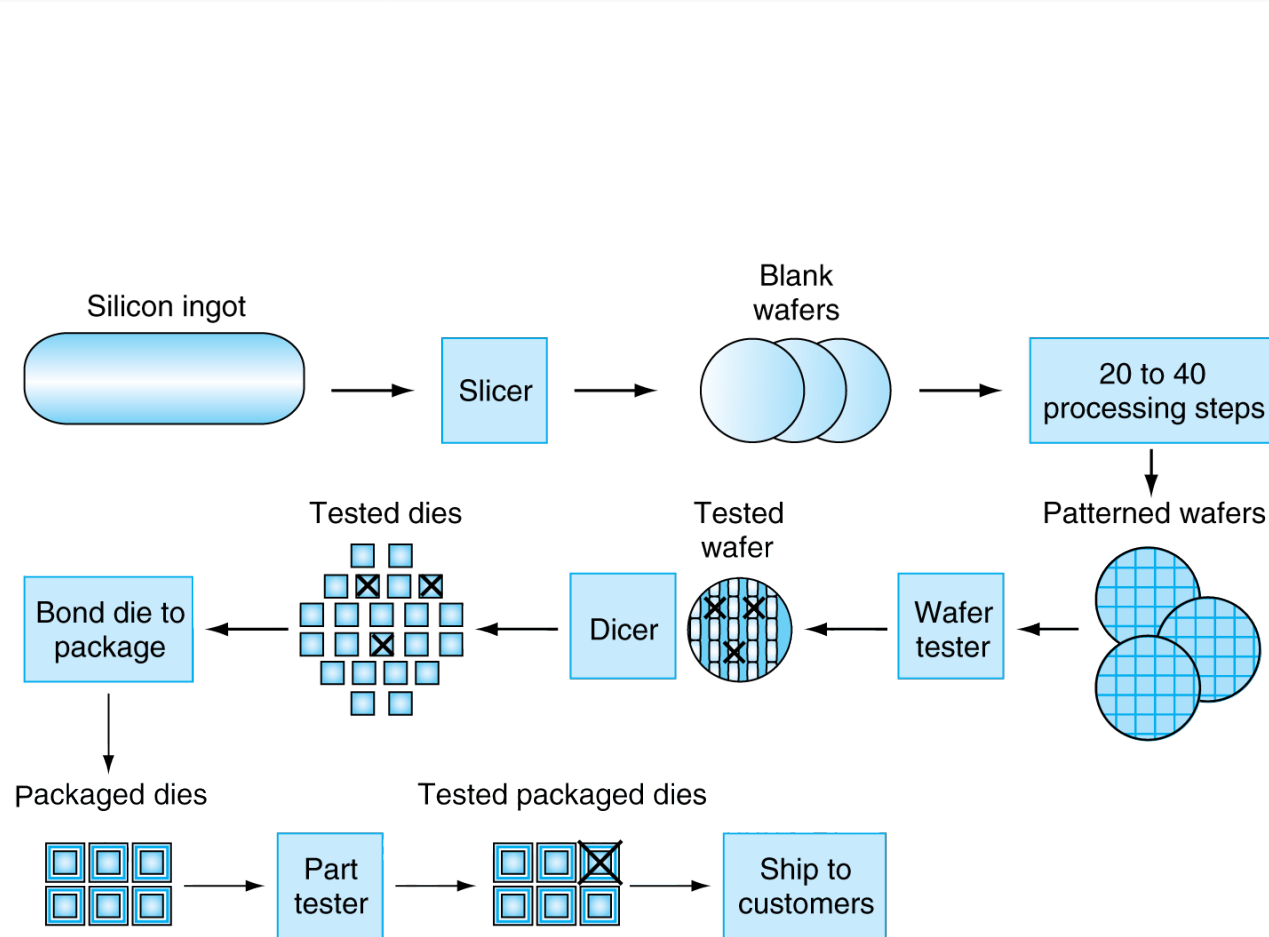 Silicon ingot
Slicer
Blank
wafers
20 to 40
processing steps
Patterned wafers
Wafer
tester
Tested
wafer
Dicer
Tested dies
Bond die to
package
Packaged dies
Part
tester
Tested packaged dies
Ship to
customers